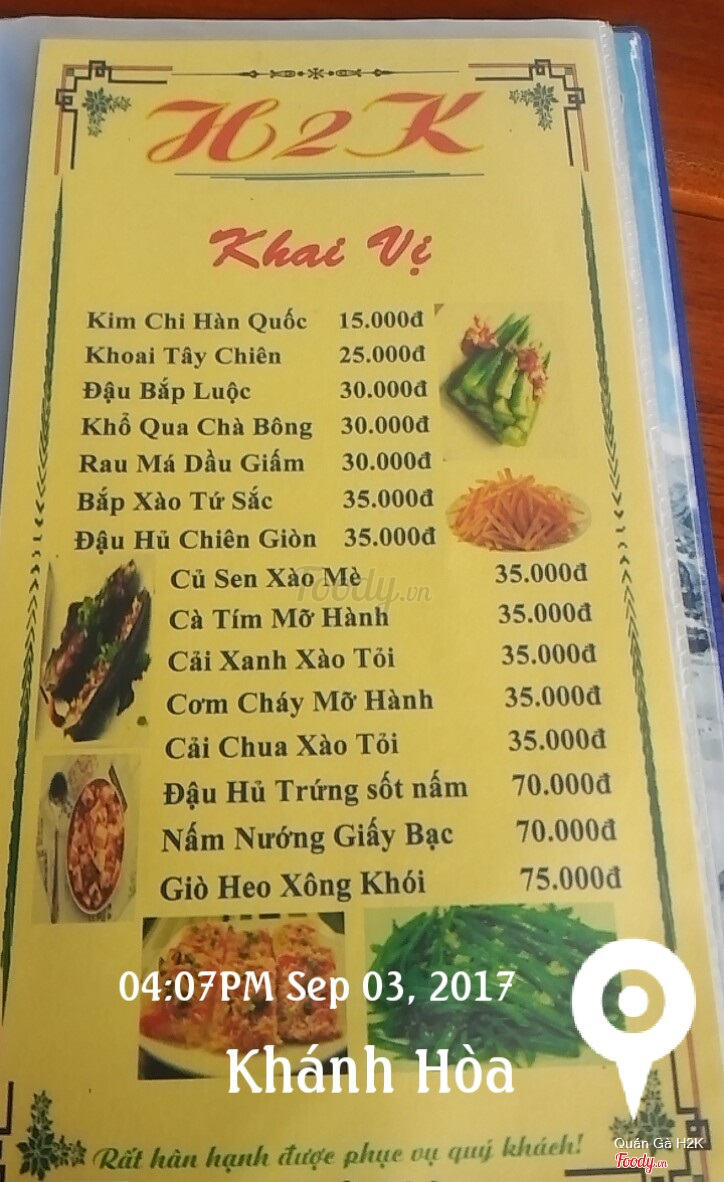 H2K
Khai Vị
Kim Chi Hàn Quốc 15.000đ
Khoai Tây Chiên 25.000đ
Đậu Bắp Luộc 30.000đ
Khổ Qua Chà Bông 30.000đ
Rau Má Dầu Giấm 30.000đ
Bắp Xào Tứ Sắc 35.000đ
Đậu Hủ Chiên Giòn 35.000đ
Củ Sen Xào Mè 35.000đ
Foody.vn
Cà Tím Mỡ Hành 35.000đ
Cải Xanh Xào Tỏi 35.000đ
Cơm Cháy Mỡ Hành 35.000đ
Cải Chua Xào Tỏi 35.000đ
Đậu Hủ Trứng sốt nấm 70.000đ
Nấm Nướng Giấy Bạc 70.000đ
Giò Heo Xông Khói 75.000đ
04:07PM Sep 03, 2017
Khánh Hòa
Rất hân hạnh được phục vụ quý khách!
Quán Gà H2K
Foody.vn